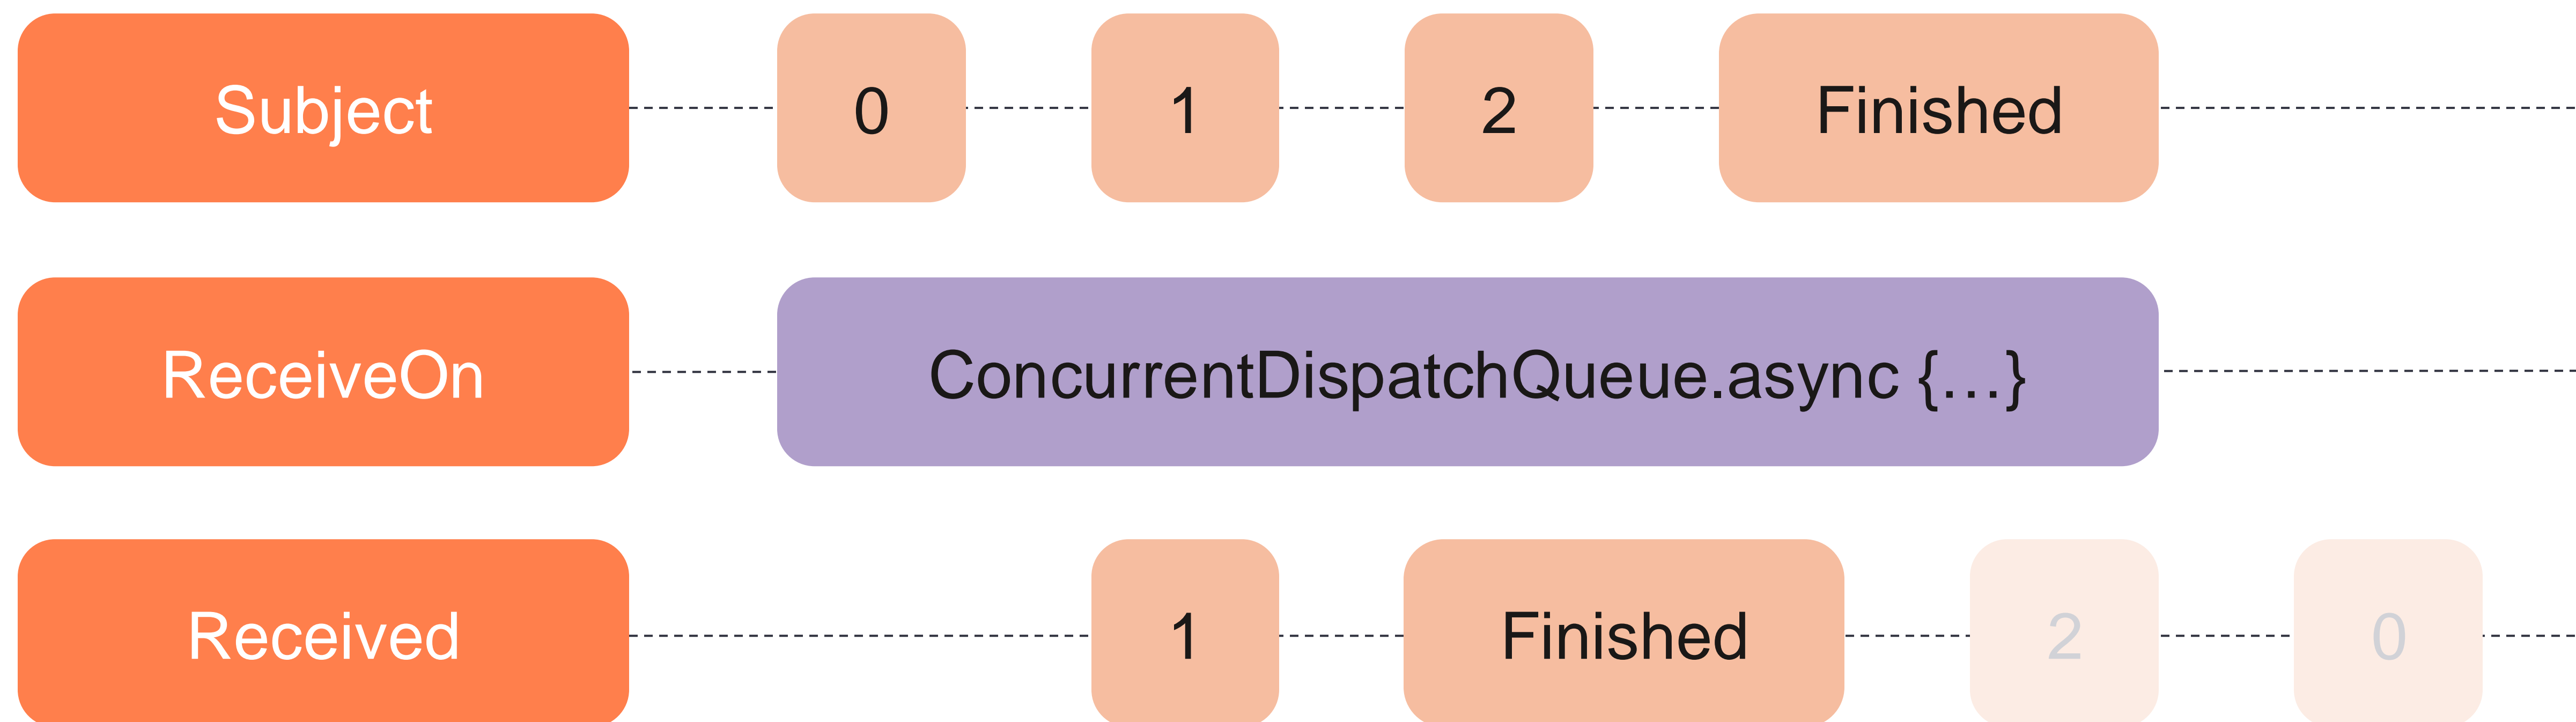 Subject 0 1 2 Finished
ReceiveOn ConcurrentDispatchQueue.async {…}
Received 1 Finished 2 0